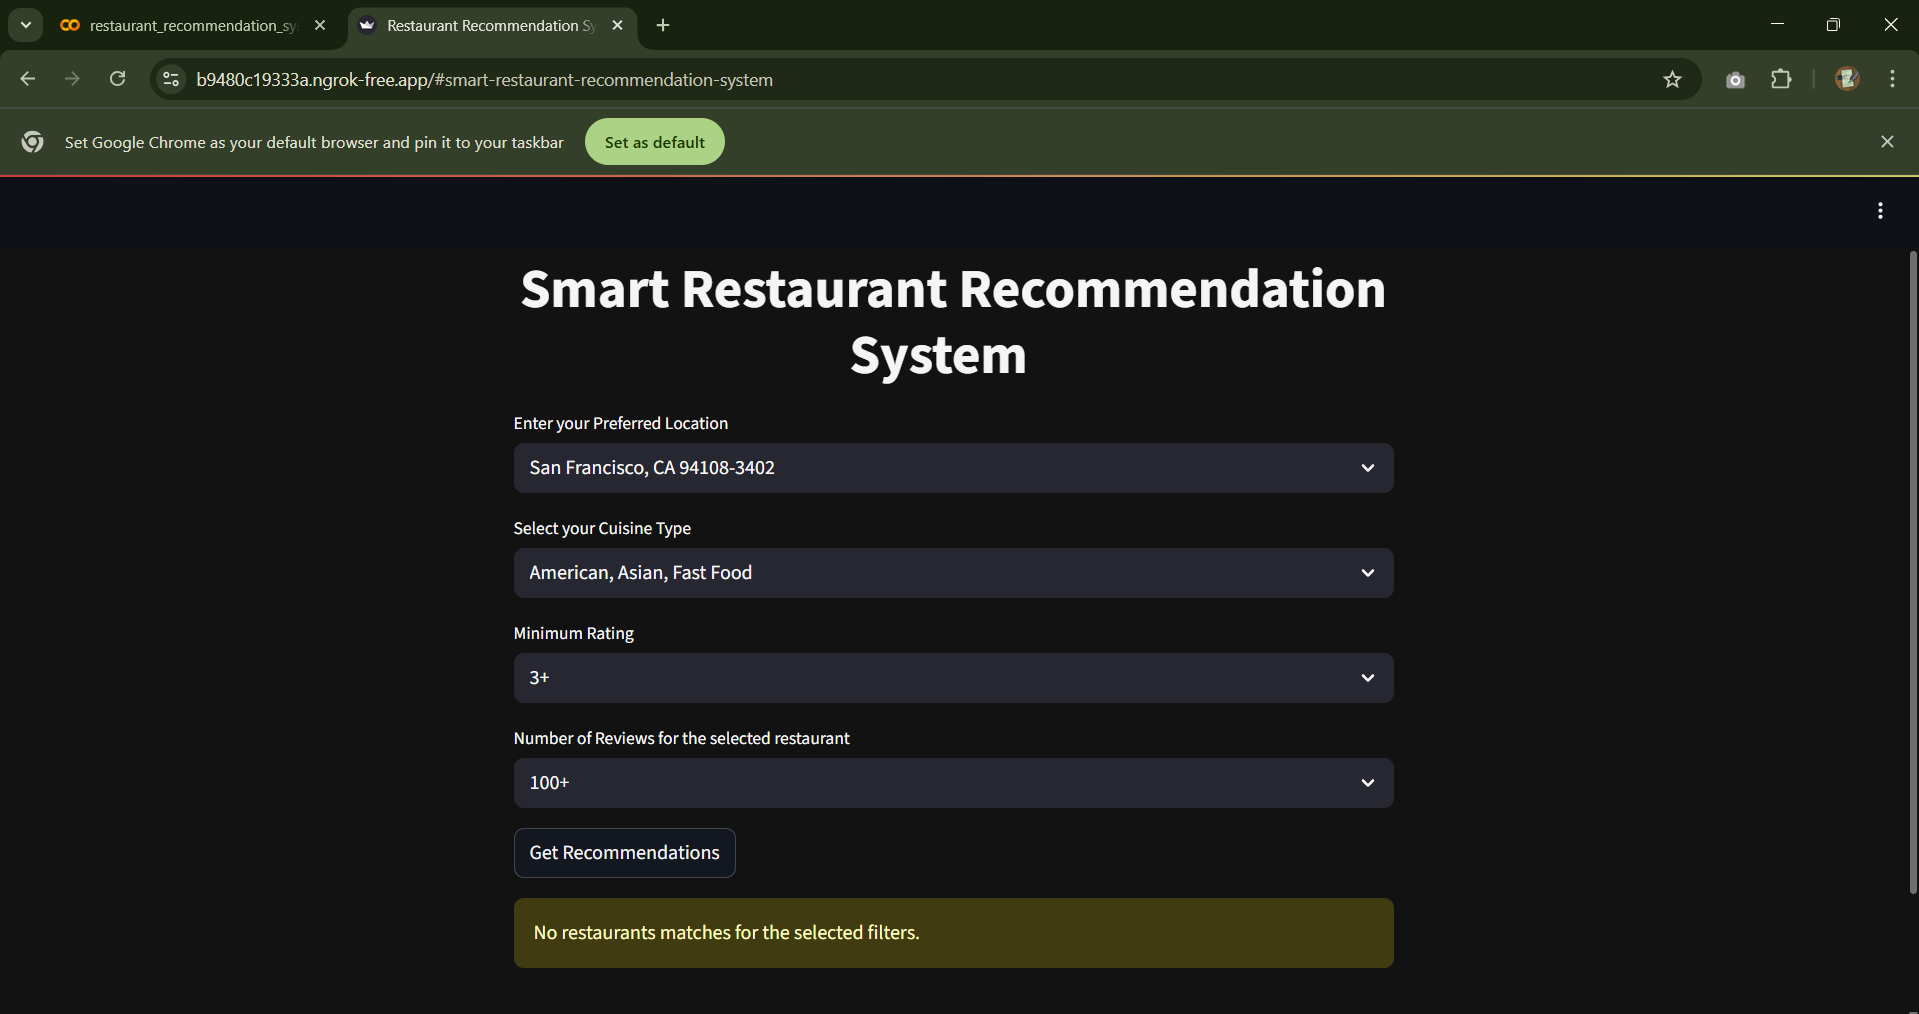 restaurant_recommendation_sy
Restaurant Recommendation Sy
b9480c19333a.ngrok-free.app/#smart-restaurant-recommendation-system
Set Google Chrome as your default browser and pin it to your taskbar
Set as default
Smart Restaurant Recommendation
System
Enter your Preferred Location
San Francisco, CA 94108-3402
Select your Cuisine Type
American, Asian, Fast Food
Minimum Rating
3+
Number of Reviews for the selected restaurant
100+
Get Recommendations
No restaurants matches for the selected filters.